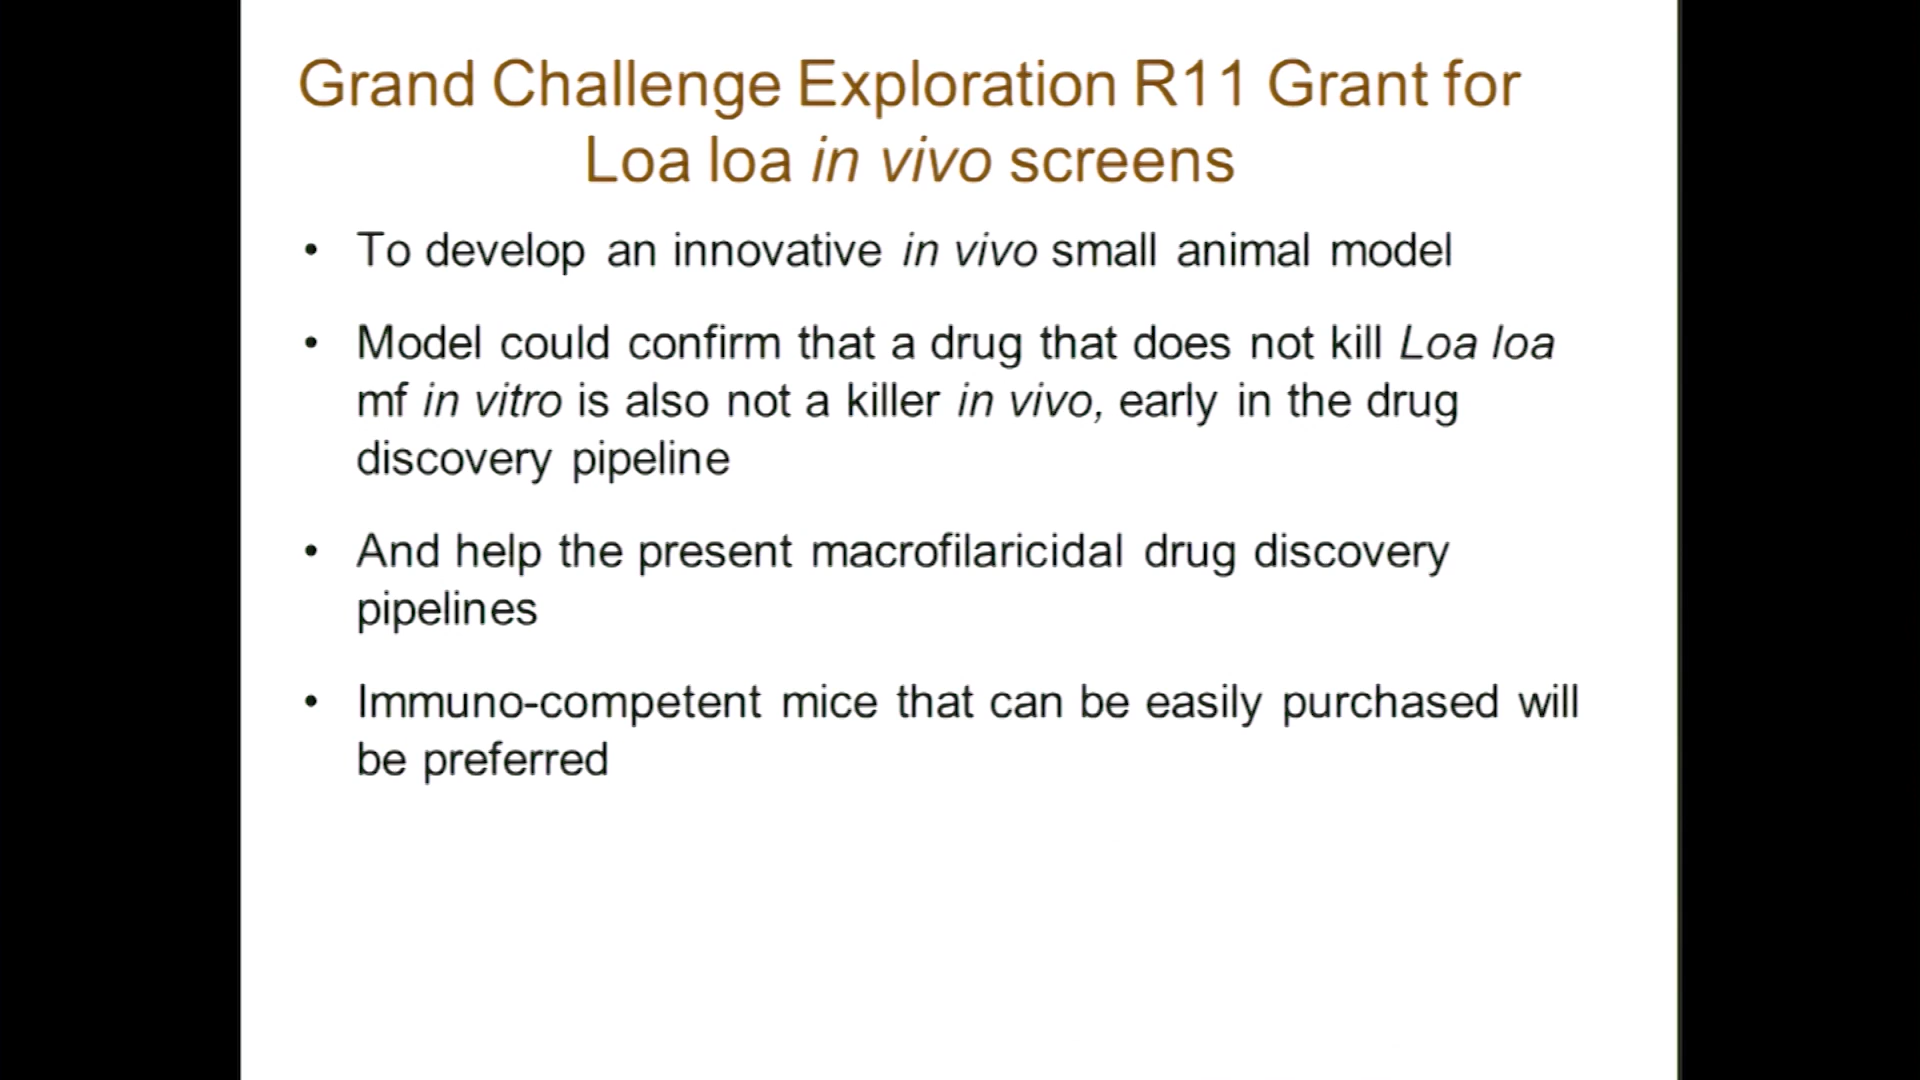 Grand Challenge Exploration R11 Grant for
Loa loa in vivo screens
• To develop an innovative in vivo small animal model
• Model could confirm that a drug that does not kill Loa loa
mf in vitro is also not a killer in vivo, early in the drug
discovery pipeline
• And help the present macrofilaricidal drug discovery
pipelines
• Immuno-competent mice that can be easily purchased will
be preferred